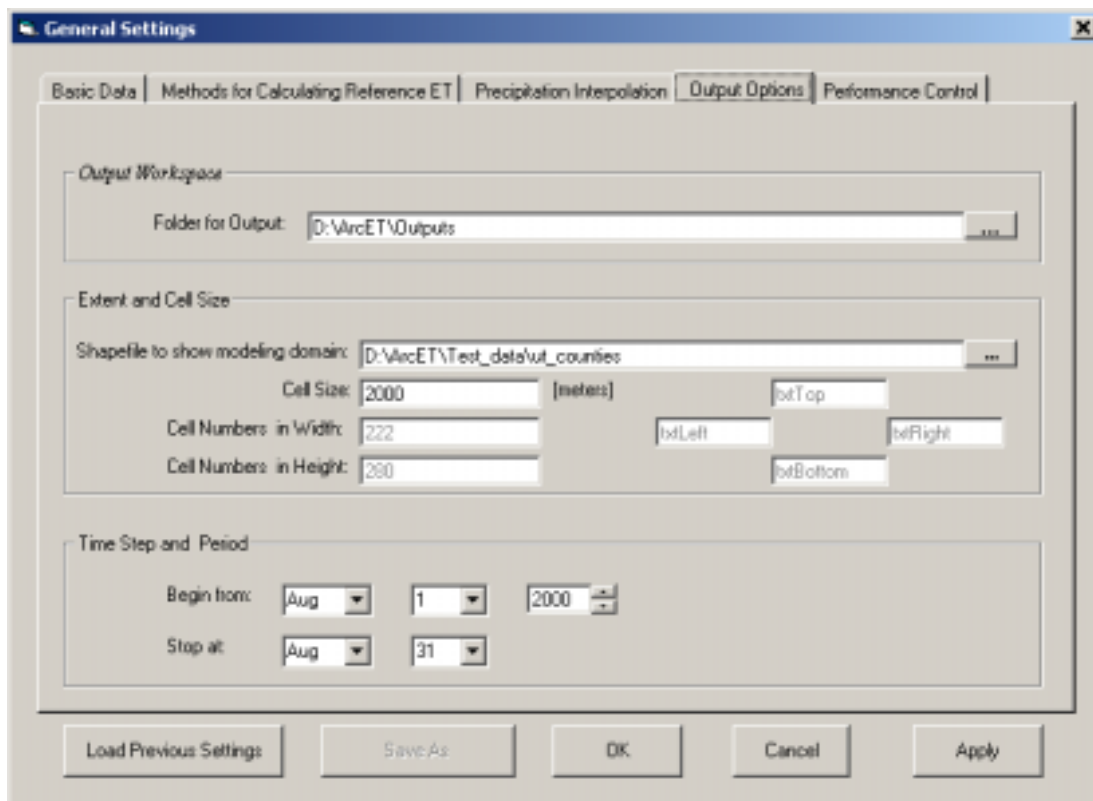 General Settings
Basic Data
Methods for Calculating Reference ET
Precipitation Interpolation
Output Options
Performance Control
Output Workspace
Folder for Output:
D:\ArcET\Outputs
...
Extent and Cell Size
Shapefile to show modeling domain:
D:\ArcET\Test_data\ut_counties
...
Cell Size:
2000
[meters]
txtTop
Cell Numbers in Width:
222
txtLeft
txtRight
Cell Numbers in Height:
280
txtBottom
Time Step and Period
Begin from:
Aug
1
2000
Stop at:
Aug
31
Load Previous Settings
Save As
OK
Cancel
Apply